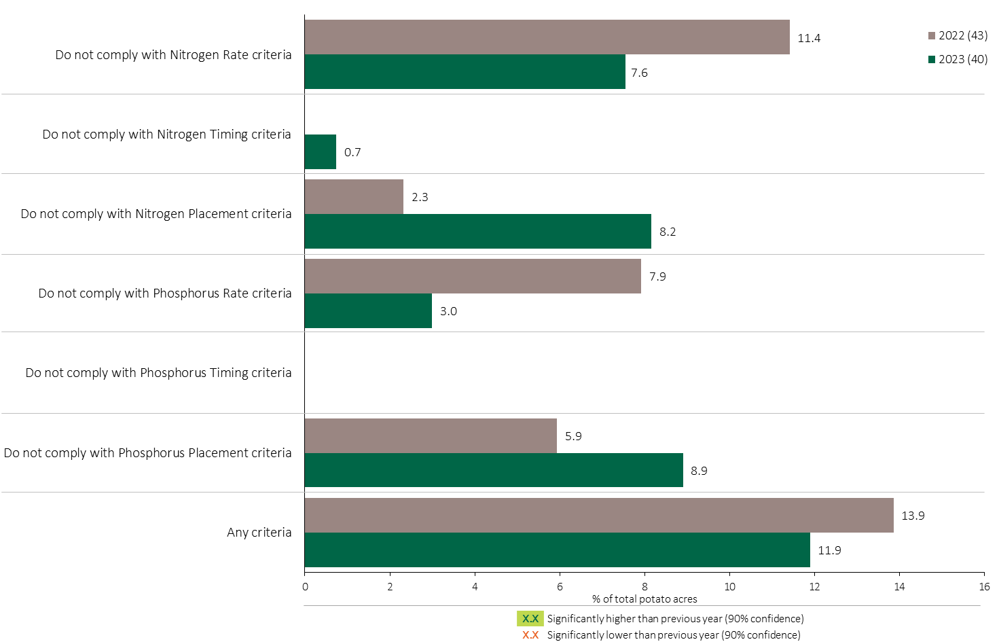 Do not comply with Nitrogen Rate criteria
11.4
7.6
2022 (43)
2023 (40)
Do not comply with Nitrogen Timing criteria
0.7
Do not comply with Nitrogen Placement criteria
2.3
8.2
Do not comply with Phosphorus Rate criteria
7.9
3.0
Do not comply with Phosphorus Timing criteria
Do not comply with Phosphorus Placement criteria
5.9
8.9
Any criteria
13.9
11.9
0 2 4 6 8 10 12 14 16
% of total potato acres
X.X Significantly higher than previous year (90% confidence)
X.X Significantly lower than previous year (90% confidence)